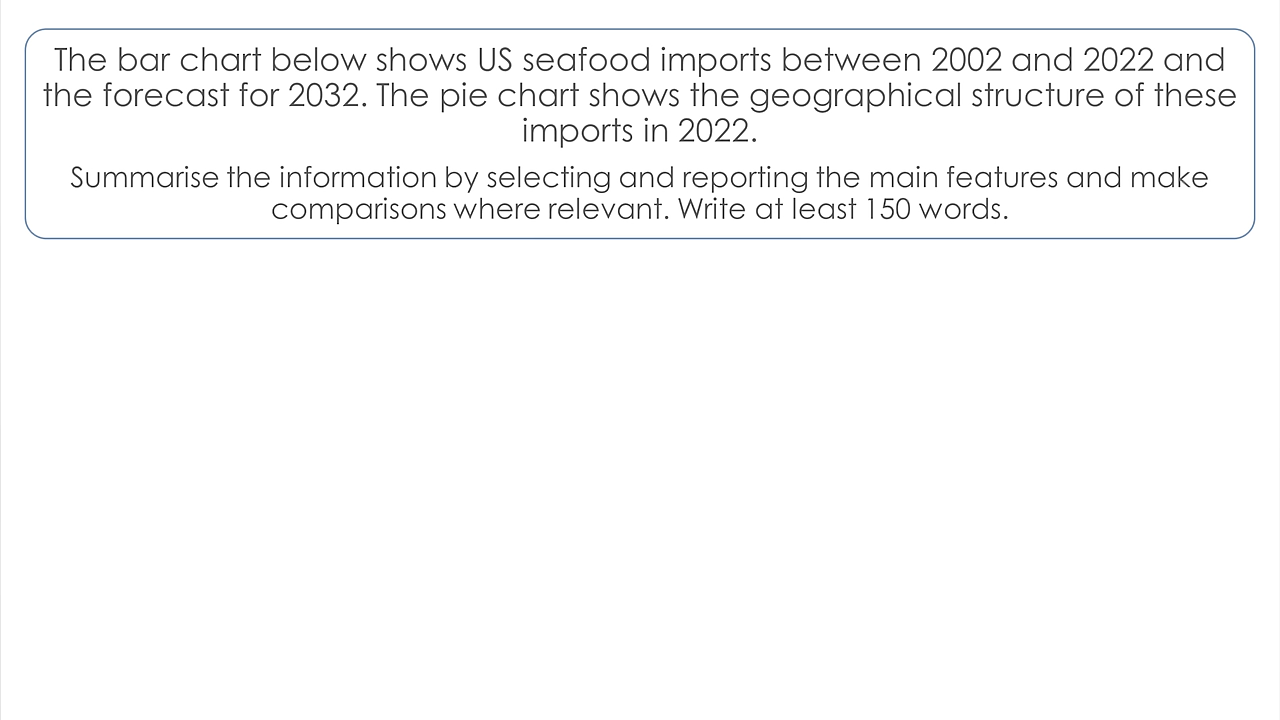 The bar chart below shows US seafood imports between 2002 and 2022 and
the forecast for 2032. The pie chart shows the geographical structure of these
imports in 2022.
Summarise the information by selecting and reporting the main features and make
comparisons where relevant. Write at least 150 words.